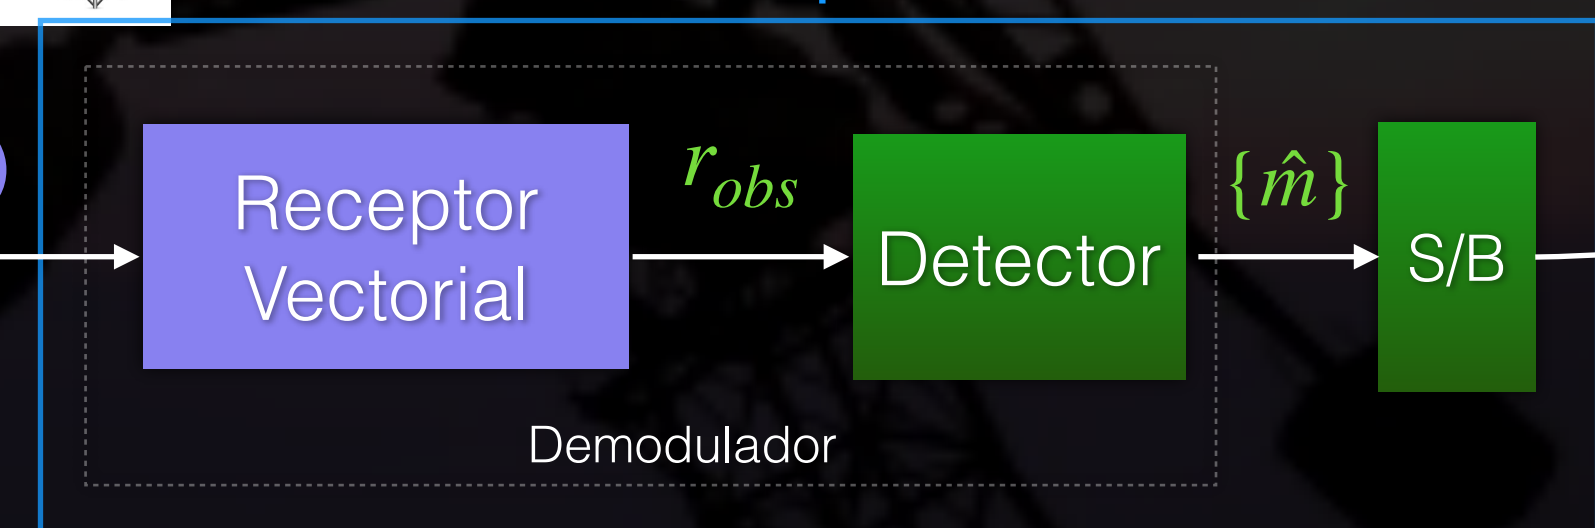 Receptor
Vectorial
r_obs
Detector
{m̂}
S/B
Demodulador